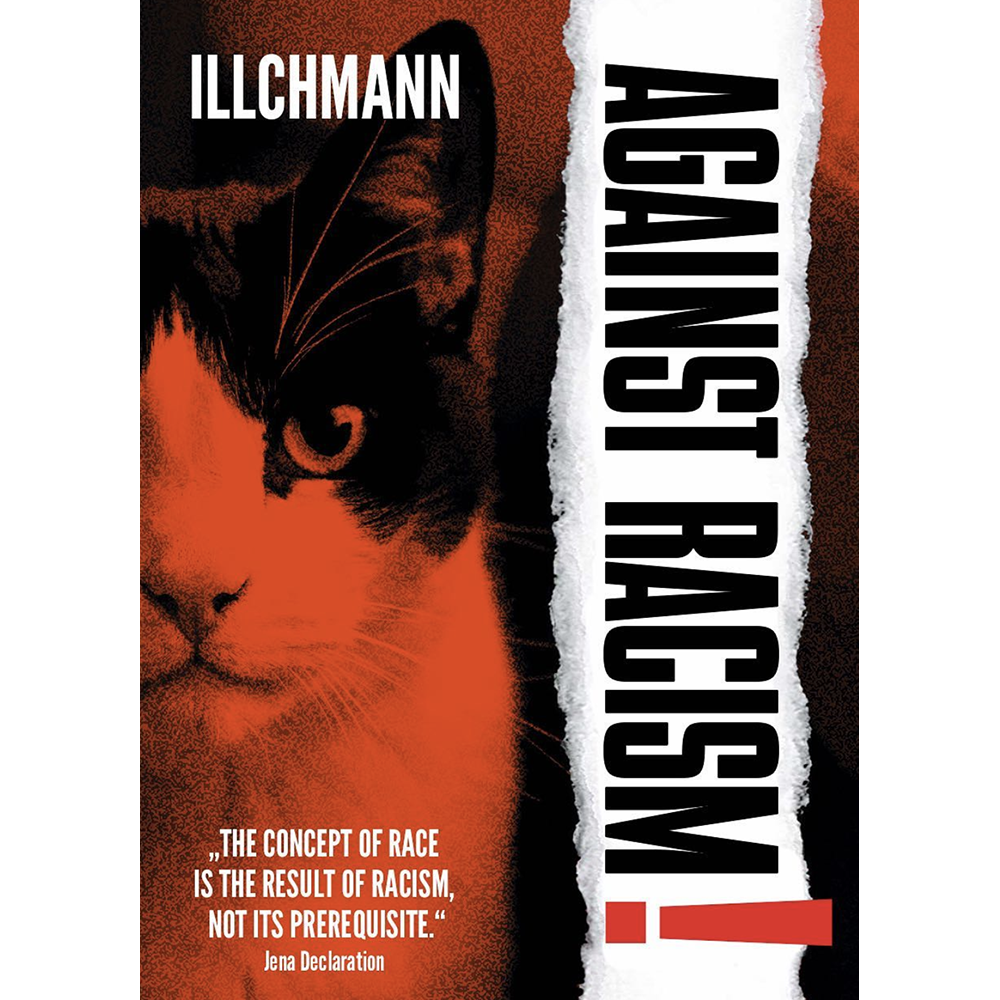 ILLCHMANN
AGAINST RACISM!
„THE CONCEPT OF RACE
IS THE RESULT OF RACISM,
NOT ITS PREREQUISITE.“
Jena Declaration